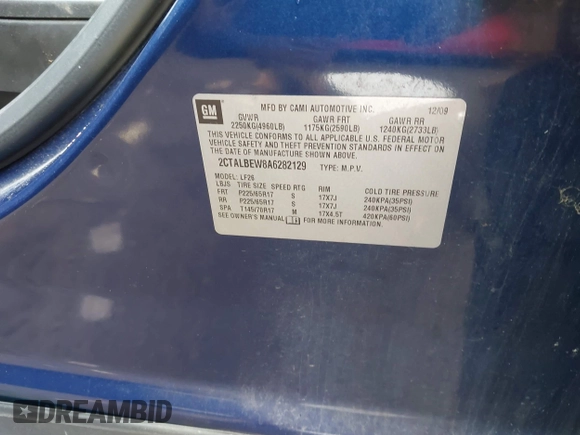 GM
MFD BY CAMI AUTOMOTIVE INC. 12/09
GVWR GAWR FRT GAWR RR
2250KG(4960LB) 1175KG(2590LB) 1240KG(2733LB)
THIS VEHICLE CONFORMS TO ALL APPLICABLE U.S. FEDERAL MOTOR
VEHICLE SAFETY AND THEFT PREVENTION STANDARDS IN EFFECT ON
THE DATE OF MANUFACTURE SHOWN ABOVE.
2CTALBEW8A6282129 TYPE: M.P.V.
MODEL: LF26
LBJ5 TIRE SIZE SPEED RTG RIM COLD TIRE PRESSURE
FRT P225/65R17 S 17X7J 240KPA(35PSI)
RR P225/65R17 S 17X7J 240KPA(35PSI)
SPA T145/70R17 M 17X4.5T 420KPA(60PSI)
SEE OWNER'S MANUAL FOR MORE INFORMATION.
DREAMBID